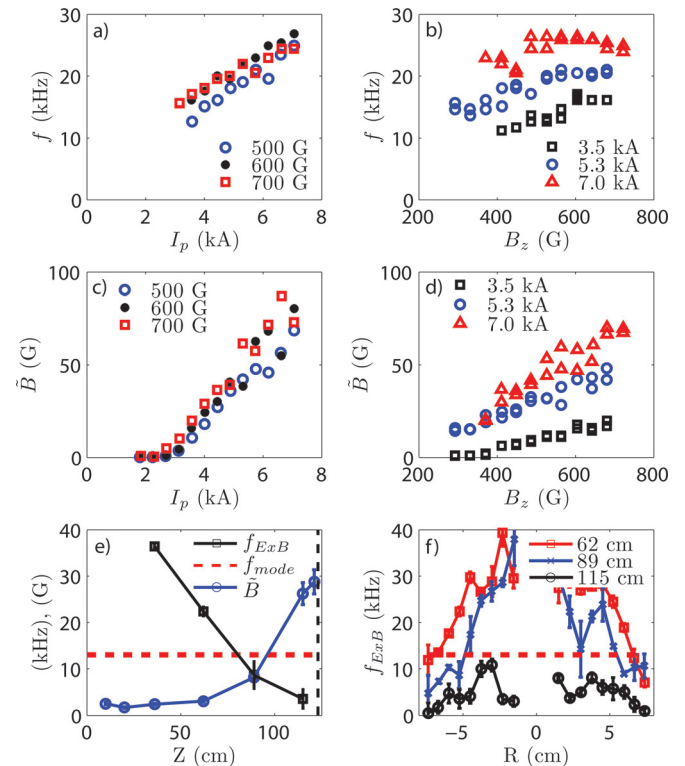 a)
30
20
10
0
f (kHz)
500 G
600 G
700 G
0 2 4 6 8
I_p (kA)
b)
30
20
10
0
f (kHz)
3.5 kA
5.3 kA
7.0 kA
200 400 600 800
B_z (G)
c)
100
50
0
B̃ (G)
500 G
600 G
700 G
0 2 4 6 8
I_p (kA)
d)
100
50
0
B̃ (G)
3.5 kA
5.3 kA
7.0 kA
200 400 600 800
B_z (G)
e)
40
30
20
10
0
(kHz), (G)
f_ExB
f_mode
B̃
0 50 100
Z (cm)
f)
40
30
20
10
0
f_ExB (kHz)
62 cm
89 cm
115 cm
−5 0 5
R (cm)